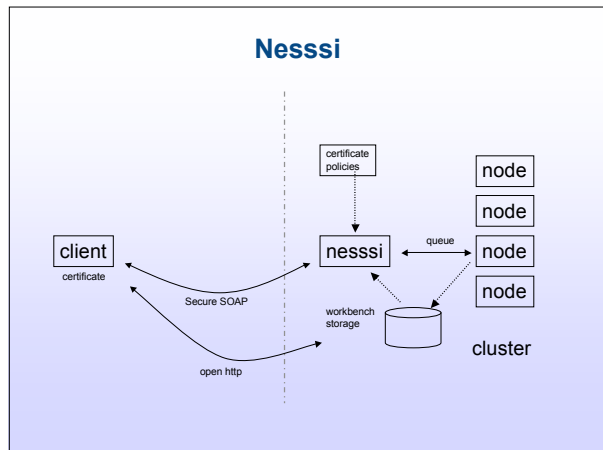 Nesssi
certificate
policies
node
node
client
certificate
nesssi
queue
node
node
Secure SOAP
workbench
storage
cluster
open http